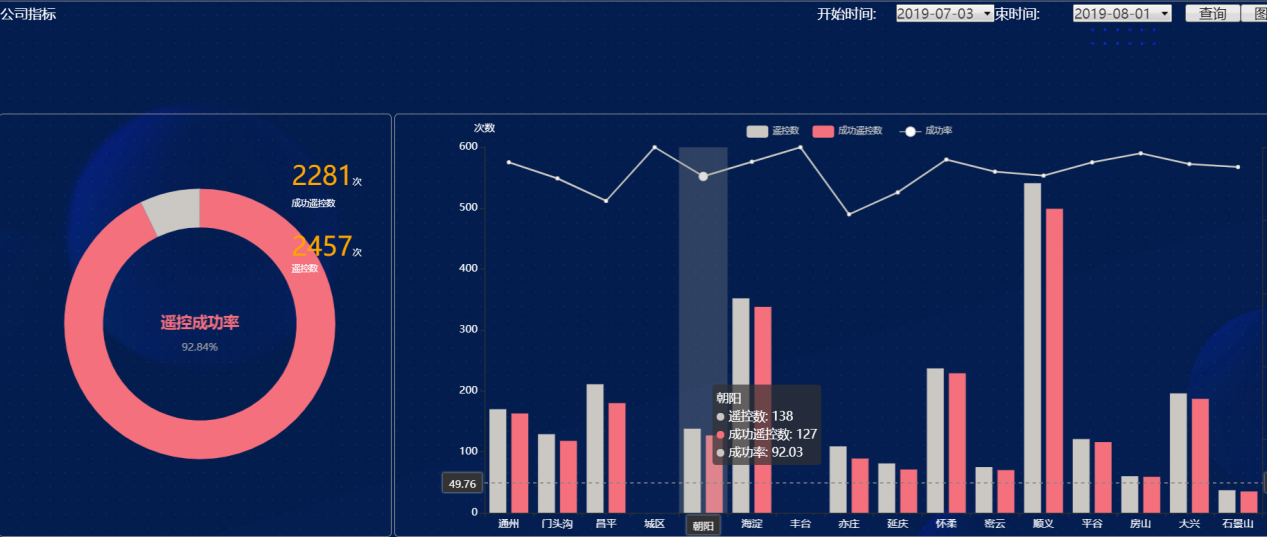 公司指标
开始时间: 2019-07-03 束时间: 2019-08-01 查询 图
2281次
成功遥控数
2457次
遥控数
遥控成功率
92.84%
次数
遥控数 成功遥控数 成功率
600
500
400
300
200
100
0
49.76
朝阳
遥控数: 138
成功遥控数: 127
成功率: 92.03
通州 门头沟 昌平 城区 朝阳 海淀 丰台 亦庄 延庆 怀柔 密云 顺义 平谷 房山 大兴 石景山